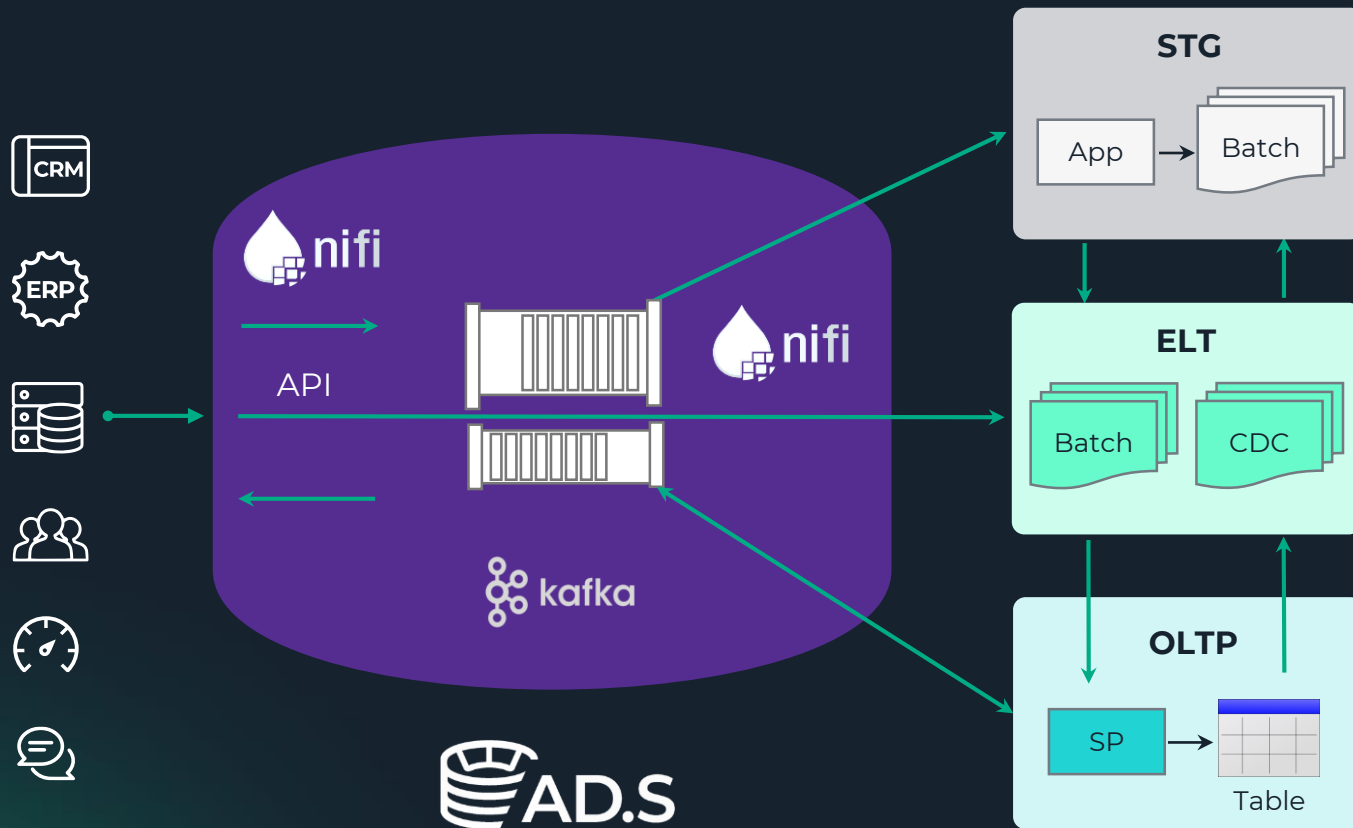 STG
App
Batch
CRM
nifi
ERP
nifi
ELT
API
Batch
CDC
kafka
OLTP
SP
Table
AD.S